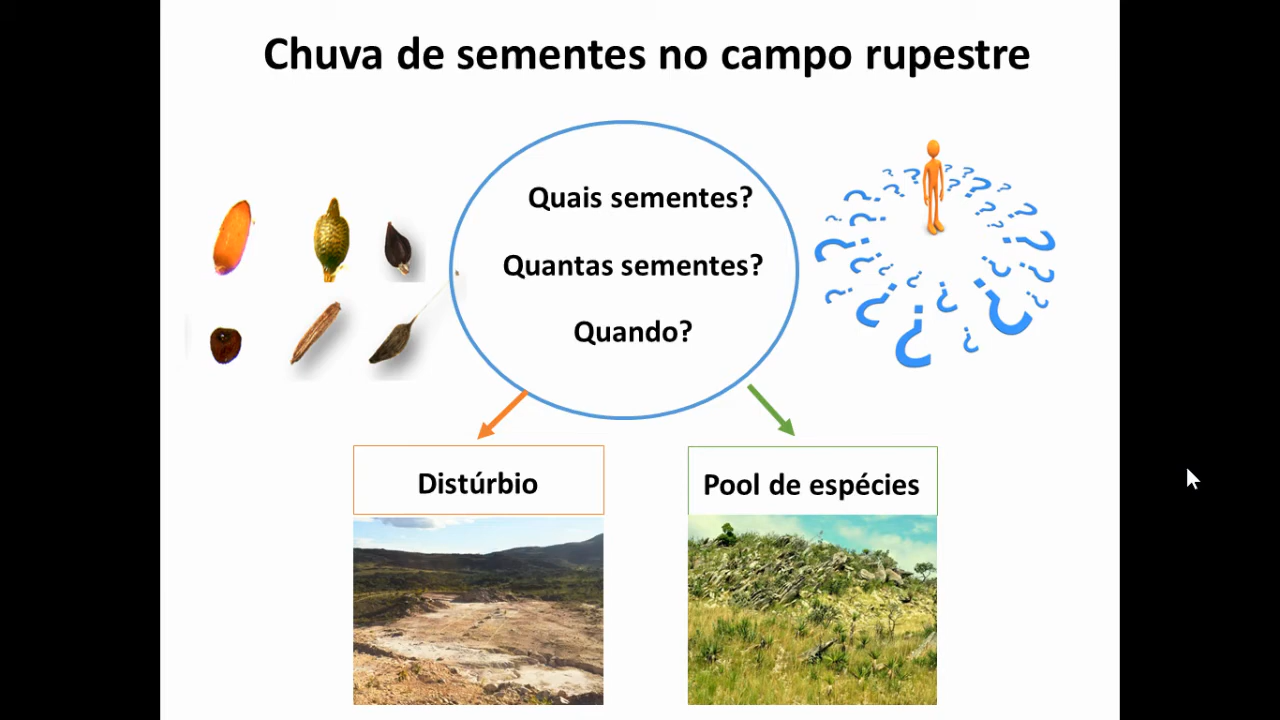 Chuva de sementes no campo rupestre
Quais sementes?
Quantas sementes?
Quando?
Distúrbio
Pool de espécies